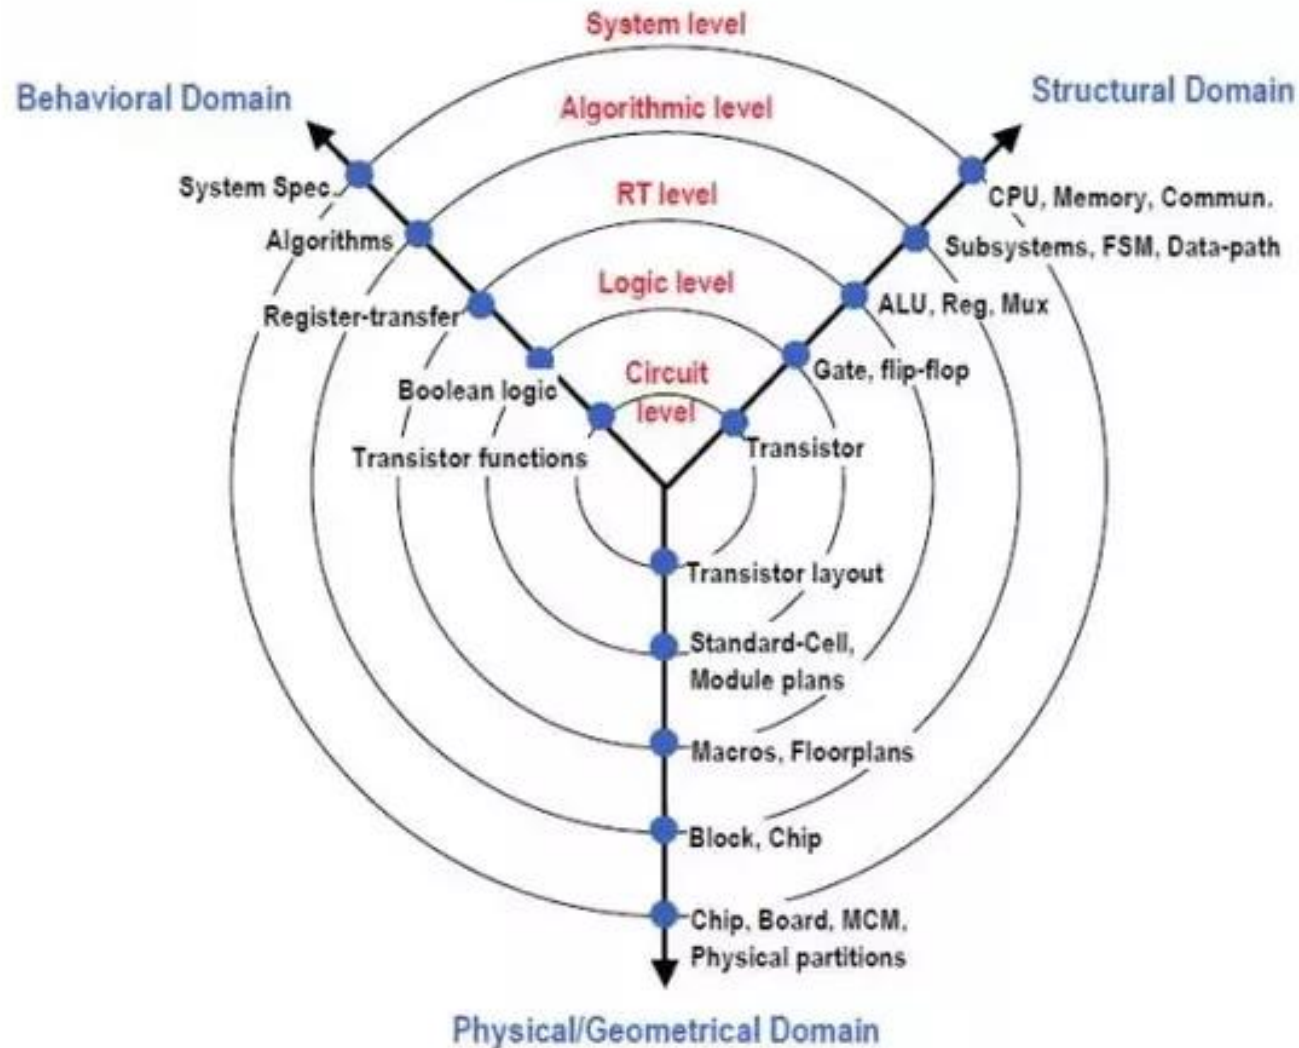 System level
Behavioral Domain
Structural Domain
Algorithmic level
System Spec.
CPU, Memory, Commun.
RT level
Algorithms
Subsystems, FSM, Data-path
Logic level
Register-transfer
ALU, Reg, Mux
Circuit
level
Boolean logic
Gate, flip-flop
Transistor functions
Transistor
Transistor layout
Standard-Cell,
Module plans
Macros, Floorplans
Block, Chip
Chip, Board, MCM,
Physical partitions
Physical/Geometrical Domain